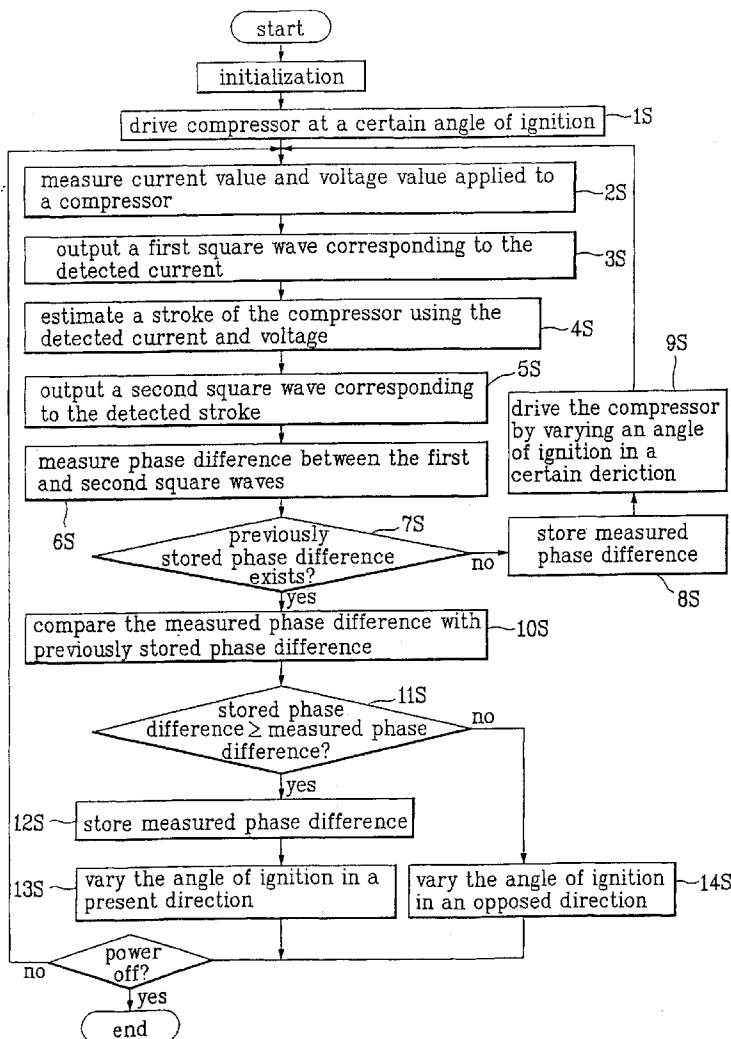 start
initialization
drive compressor at a certain angle of ignition
1S
measure current value and voltage value applied to
a compressor
2S
output a first square wave corresponding to the
detected current
3S
estimate a stroke of the compressor using the
detected current and voltage
4S
5S
output a second square wave corresponding
to the detected stroke
9S
drive the compressor
by varying an angle
of ignition in a
certain deriction
measure phase difference between the first
and second square waves
6S
7S
previously
stored phase difference
exists?
no
store measured
phase difference
8S
yes
compare the measured phase difference with
previously stored phase difference
10S
11S
stored phase
difference ≥ measured phase
difference?
no
yes
12S
store measured phase difference
13S
vary the angle of ignition in a
present direction
vary the angle of ignition
in an opposed direction
14S
power
off?
no
yes
end